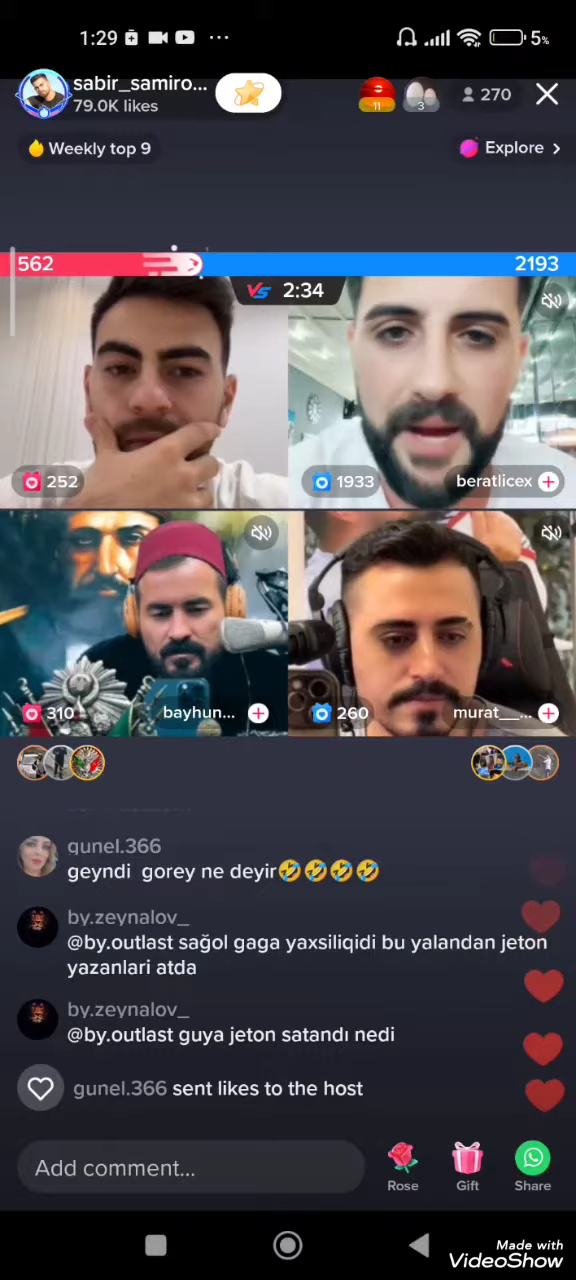 1:29
5%
sabir_samiro...
79.0K likes
11
3
270
Weekly top 9
Explore
562
2193
VS 2:34
252
1933
beratlicex
310
bayhun...
260
murat__...
gunel.366
geyndi gorey ne deyir🤣🤣🤣🤣
by.zeynalov_
@by.outlast sağol gaga yaxsiliqidi bu yalandan jeton
yazanlari atda
by.zeynalov_
@by.outlast guya jeton satandı nedi
gunel.366 sent likes to the host
Add comment...
Rose
Gift
Share
Made with
VideoShow